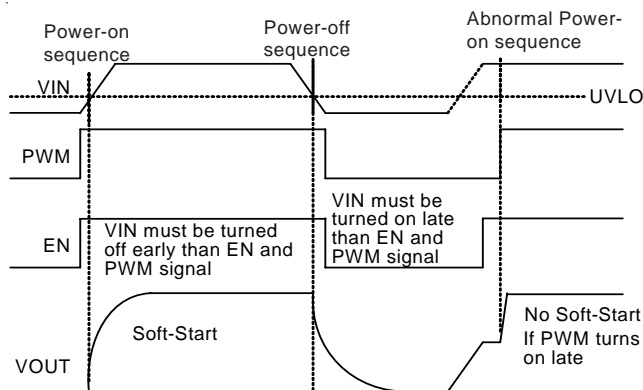 Power-on
sequence
Power-off
sequence
Abnormal Power-
on sequence
VIN
UVLO
PWM
EN
VIN must be turned
off early than EN and
PWM signal
VIN must be
turned on late
than EN and
PWM signal
VOUT
Soft-Start
No Soft-Start
If PWM turns
on late